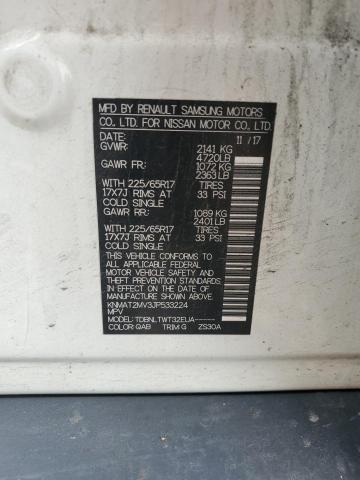 MFD BY RENAULT SAMSUNG MOTORS
CO., LTD. FOR NISSAN MOTOR CO., LTD.
DATE: 11/17
GVWR: 2141 KG
4720LB
GAWR FR: 1072 KG
2363LB
WITH 225/65R17 TIRES
17X7J RIMS AT 33 PSI
COLD SINGLE
GAWR RR: 1089 KG
2401LB
WITH 225/65R17 TIRES
17X7J RIMS AT 33 PSI
COLD SINGLE
THIS VEHICLE CONFORMS TO ALL
APPLICABLE FEDERAL MOTOR
VEHICLE SAFETY STANDARDS IN
EFFECT ON THE DATE OF
MANUFACTURE SHOWN ABOVE.
KNMAT2MV3JP533224
MPV
MODEL: TDBNLTWT32EUA-----
COLOR QAB TRIM G ZS30A